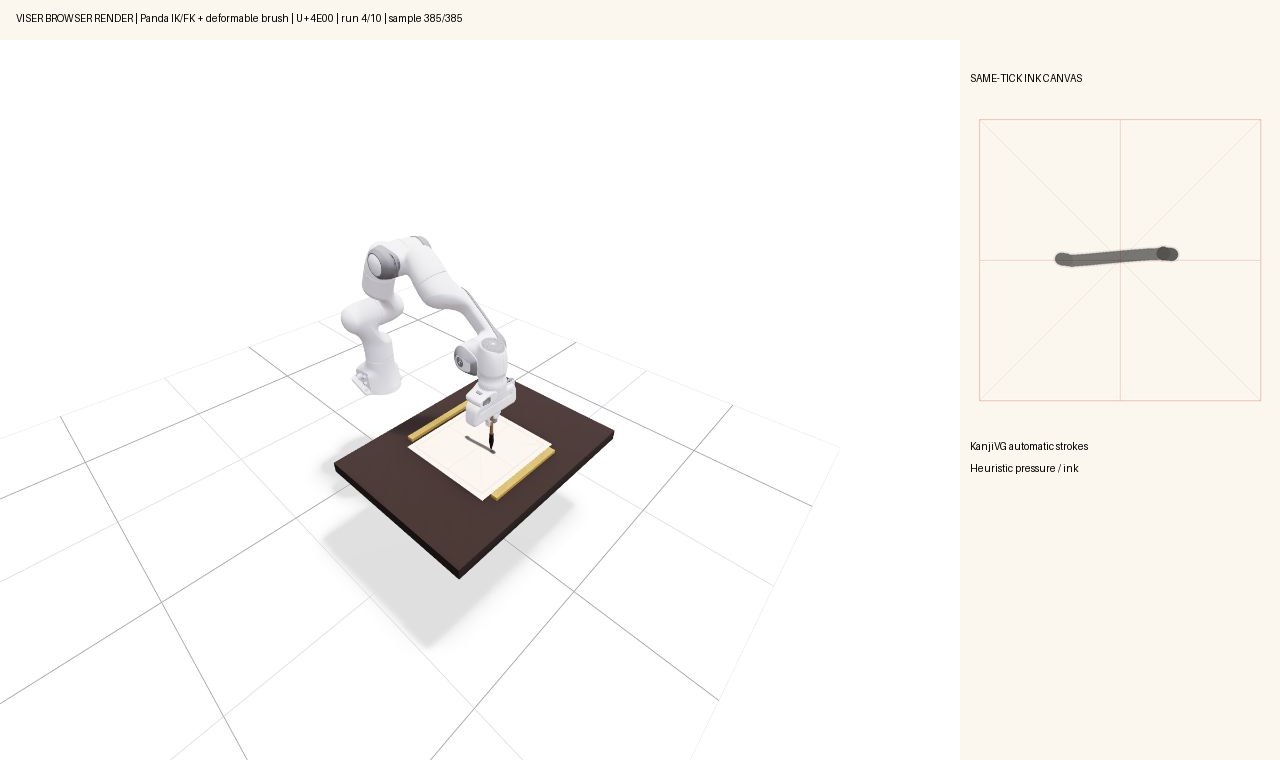 VISER BROWSER RENDER | Panda IK/FK + deformable brush | U+4E00 | run 4/10 | sample 385/385
SAME-TICK INK CANVAS
一
KanjiVG automatic strokes
Heuristic pressure / ink